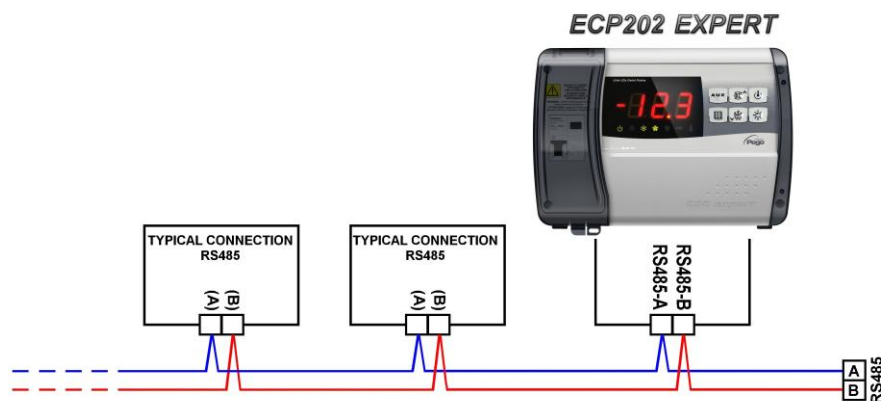 ECP202 EXPERT
-12.3
Pego
TYPICAL CONNECTION
RS485
(A)
(B)
TYPICAL CONNECTION
RS485
(A)
(B)
RS485-A
RS485-B
A
B
RS485